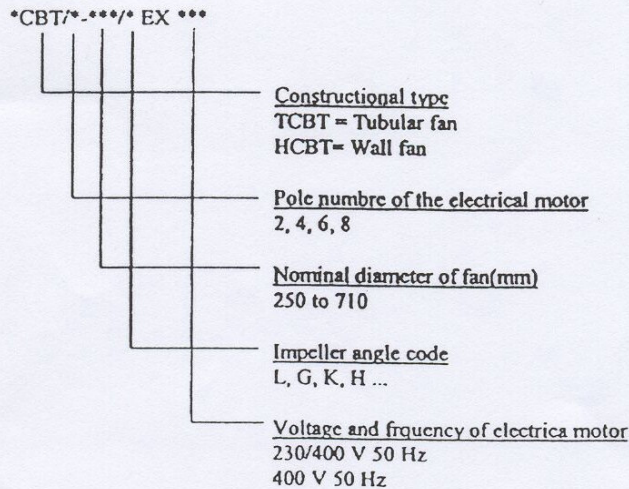 *CBT/*-***/* EX ***
Constructional type
TCBT = Tubular fan
HCBT= Wall fan
Pole numbre of the electrical motor
2, 4, 6, 8
Nominal diameter of fan(mm)
250 to 710
Impeller angle code
L, G, K, H ...
Voltage and frquency of electrica motor
230/400 V 50 Hz
400 V 50 Hz